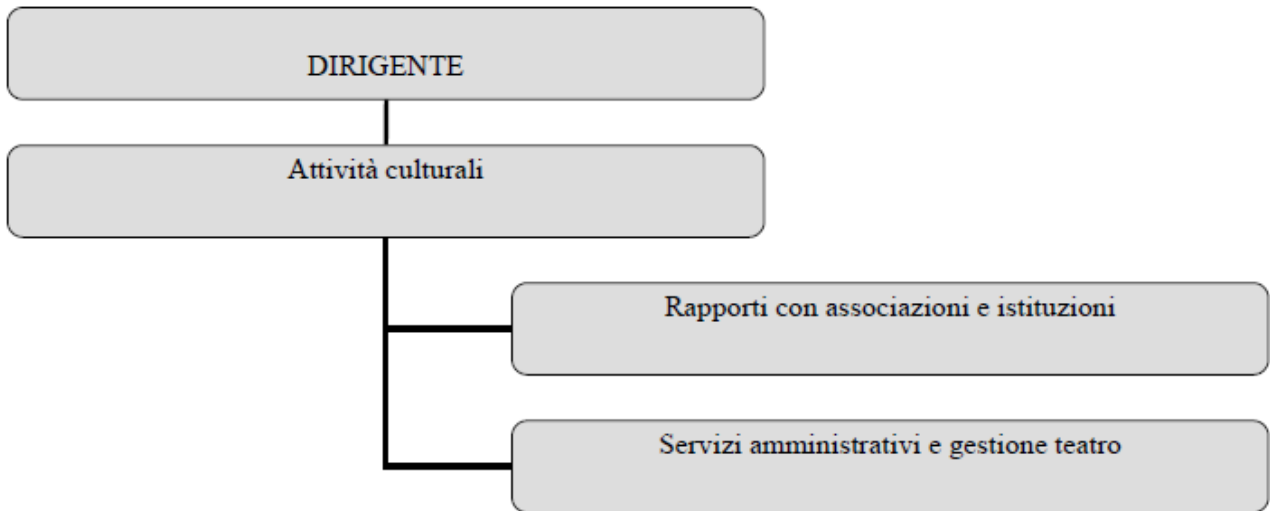 DIRIGENTE
Attività culturali
Rapporti con associazioni e istituzioni
Servizi amministrativi e gestione teatro